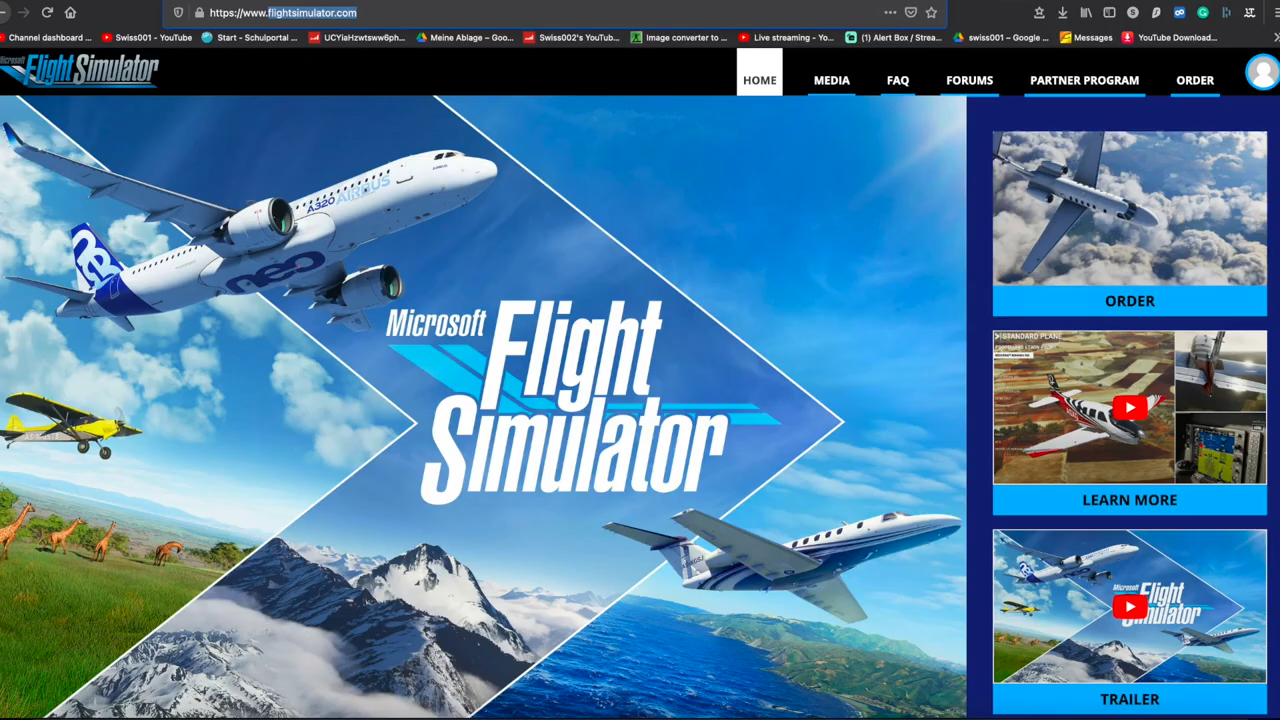 https://www.flightsimulator.com
Channel dashboard ...
Swiss001 - YouTube
Start - Schulportal ...
UCYiaHzwtsww6ph...
Meine Ablage – Goo...
Swiss002's YouTub...
Image converter to ...
Live streaming - Yo...
(1) Alert Box / Strea...
swiss001 – Google ...
Messages
YouTube Download...
Microsoft
Flight Simulator
HOME
MEDIA
FAQ
FORUMS
PARTNER PROGRAM
ORDER
A320 AIRBUS
neo
Microsoft
Flight
Simulator
ORDER
STANDARD PLANE
LEARN MORE
Microsoft
Flight
Simulator
TRAILER